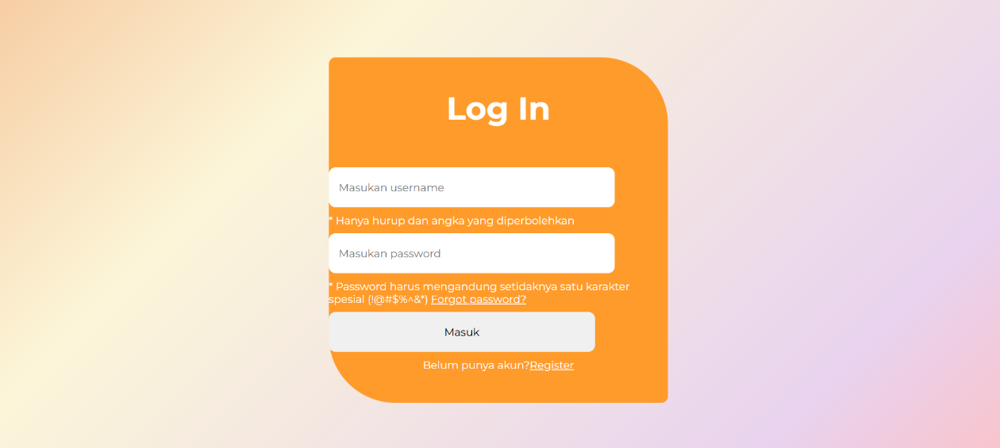 Log In
Masukan username
* Hanya hurup dan angka yang diperbolehkan
Masukan password
* Password harus mengandung setidaknya satu karakter
spesial (!@#$%^&*) Forgot password?
Masuk
Belum punya akun?Register